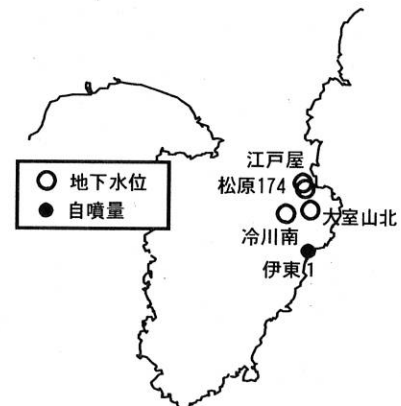 江戸屋
松原174
地下水位
自噴量
大室山北
冷川南
伊東1